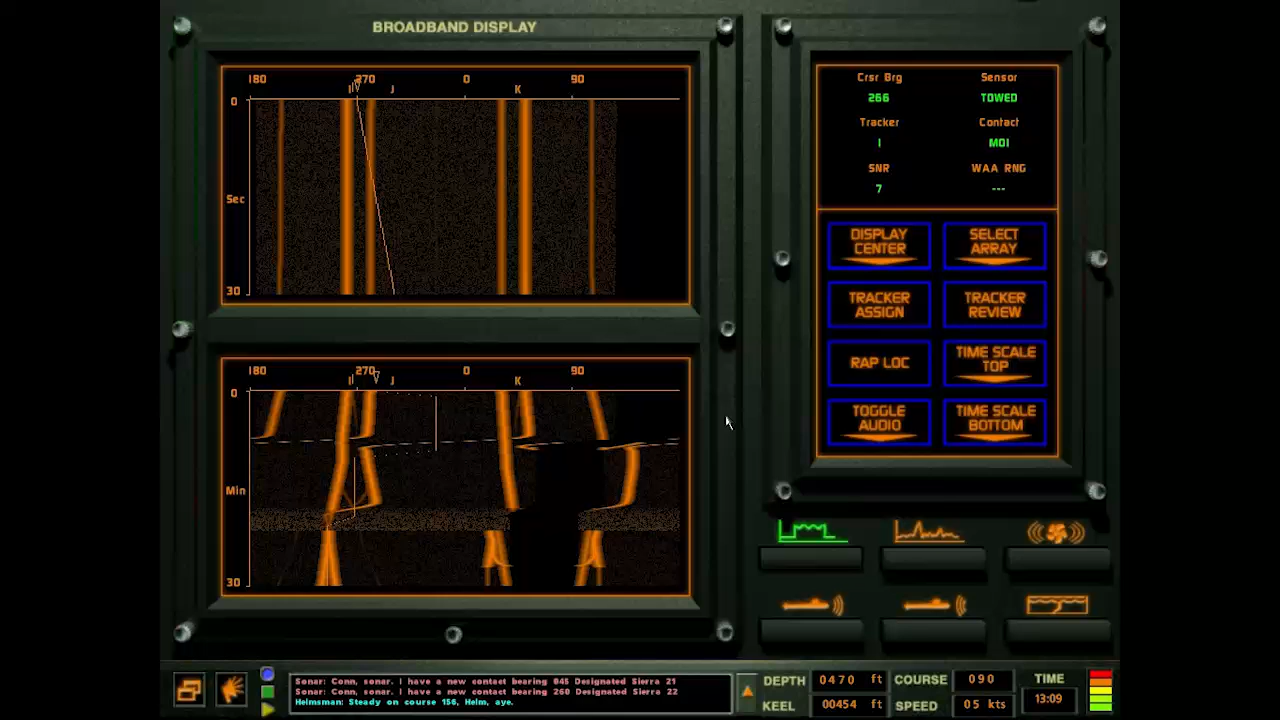 BROADBAND DISPLAY
180 270 0 90
I J K
0
Sec
30
180 270 0 90
I J K
0
Min
30
Crsr Brg Sensor
266 TOWED
Tracker Contact
I M01
SNR WAA RNG
7 ---
DISPLAY CENTER
SELECT ARRAY
TRACKER ASSIGN
TRACKER REVIEW
RAP LOC
TIME SCALE TOP
TOGGLE AUDIO
TIME SCALE BOTTOM
Sonar: Conn, sonar. I have a new contact bearing 045 Designated Sierra 21
Sonar: Conn, sonar. I have a new contact bearing 260 Designated Sierra 22
Helmsman: Steady on course 156, Helm, aye.
DEPTH 0470 ft COURSE 090 TIME
KEEL 00454 ft SPEED 05 kts 13:09